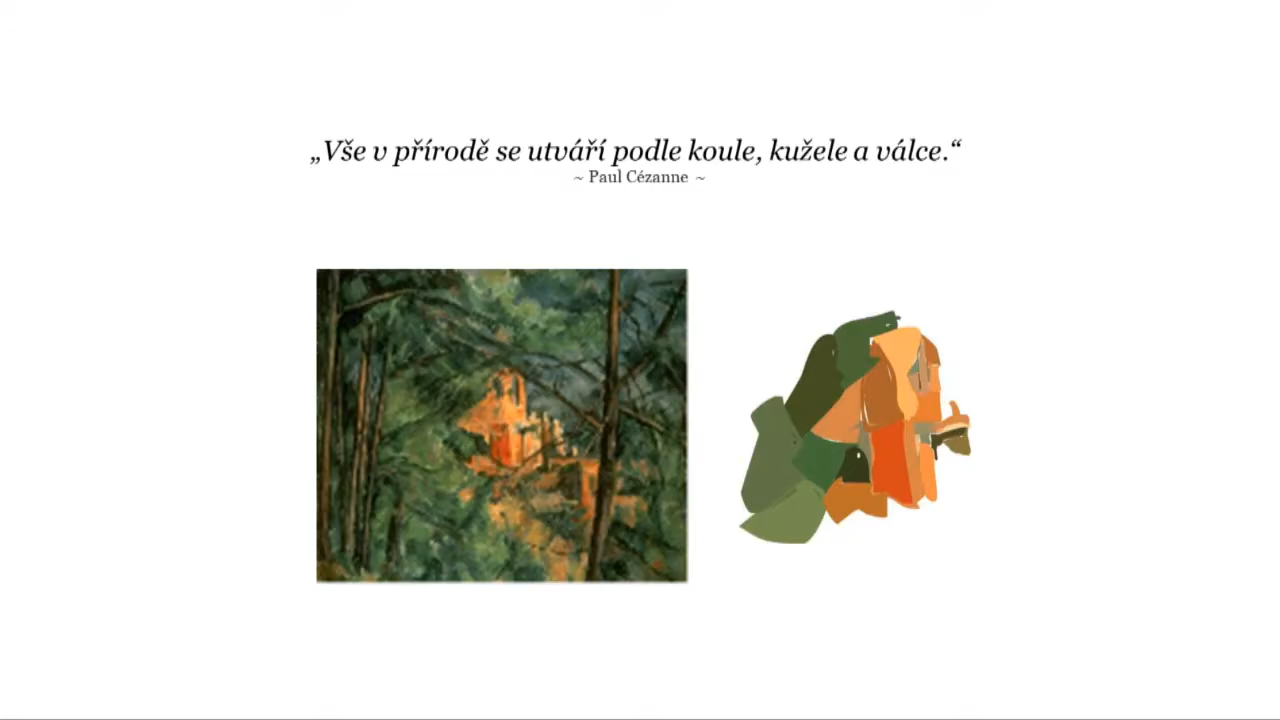 „Vše v přírodě se utváří podle koule, kužele a válce.“
~ Paul Cézanne ~